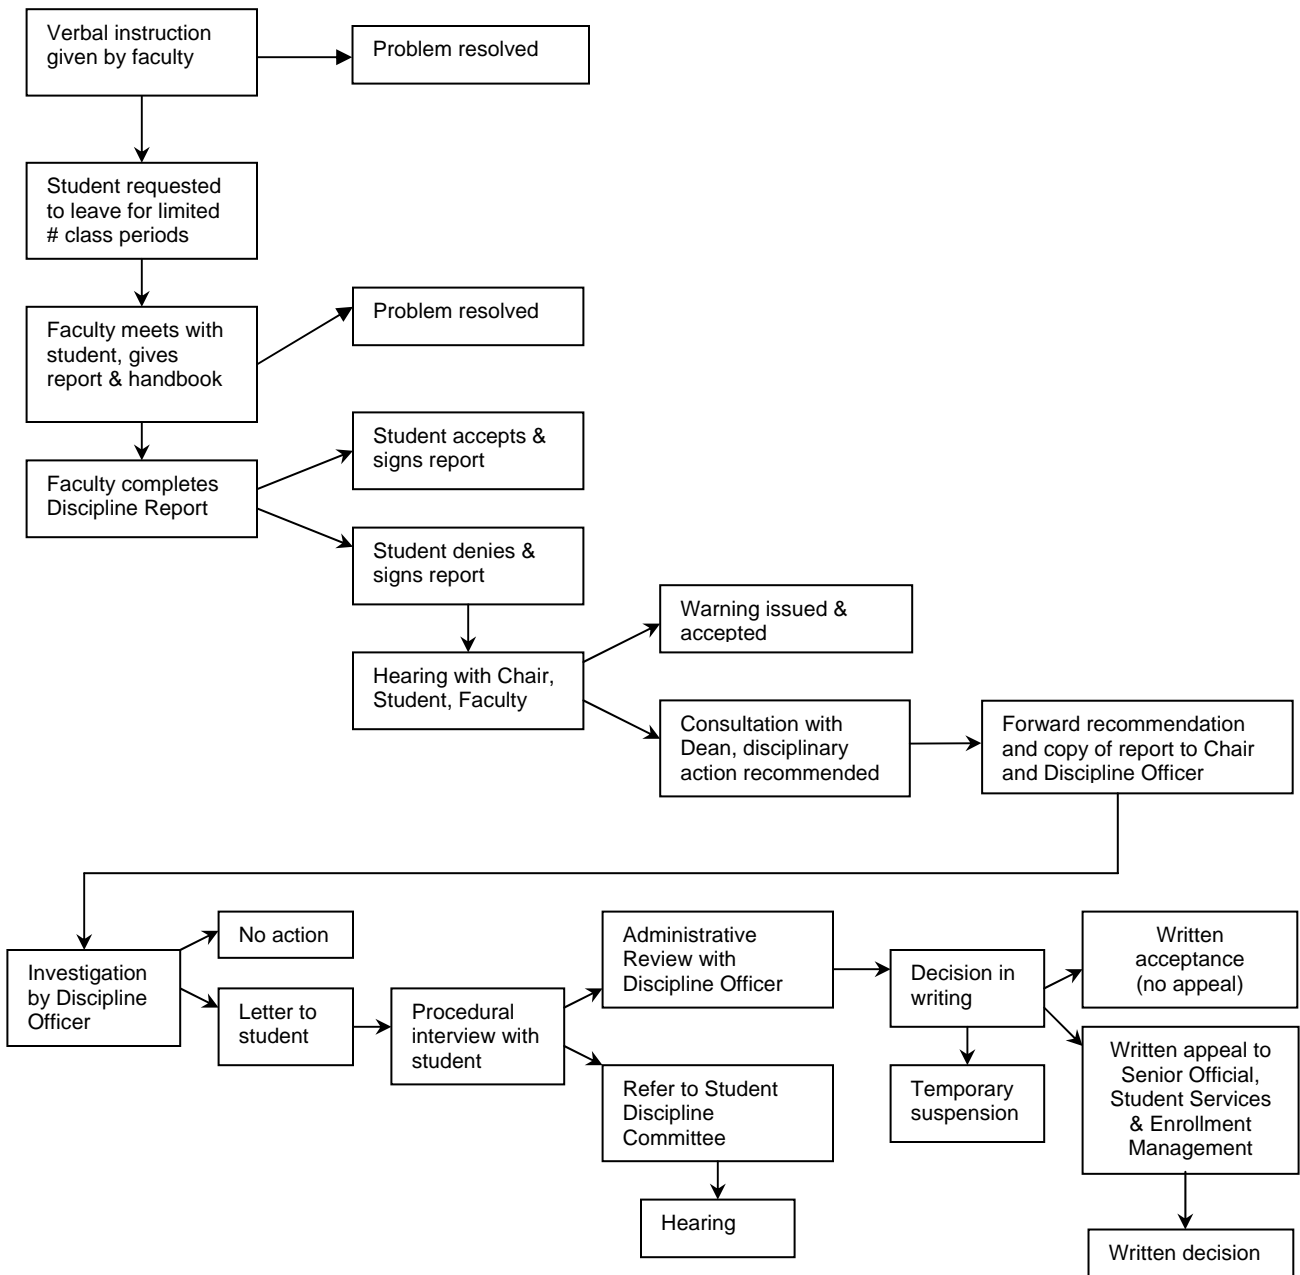 Verbal instruction
given by faculty
Problem resolved
Student requested
to leave for limited
# class periods
Faculty meets with
student, gives
report & handbook
Problem resolved
Faculty completes
Discipline Report
Student accepts &
signs report
Student denies &
signs report
Hearing with Chair,
Student, Faculty
Warning issued &
accepted
Consultation with
Dean, disciplinary
action recommended
Forward recommendation
and copy of report to Chair
and Discipline Officer
Investigation
by Discipline
Officer
No action
Letter to
student
Procedural
interview with
student
Administrative
Review with
Discipline Officer
Refer to Student
Discipline
Committee
Hearing
Decision in
writing
Temporary
suspension
Written
acceptance
(no appeal)
Written appeal to
Senior Official,
Student Services
& Enrollment
Management
Written decision